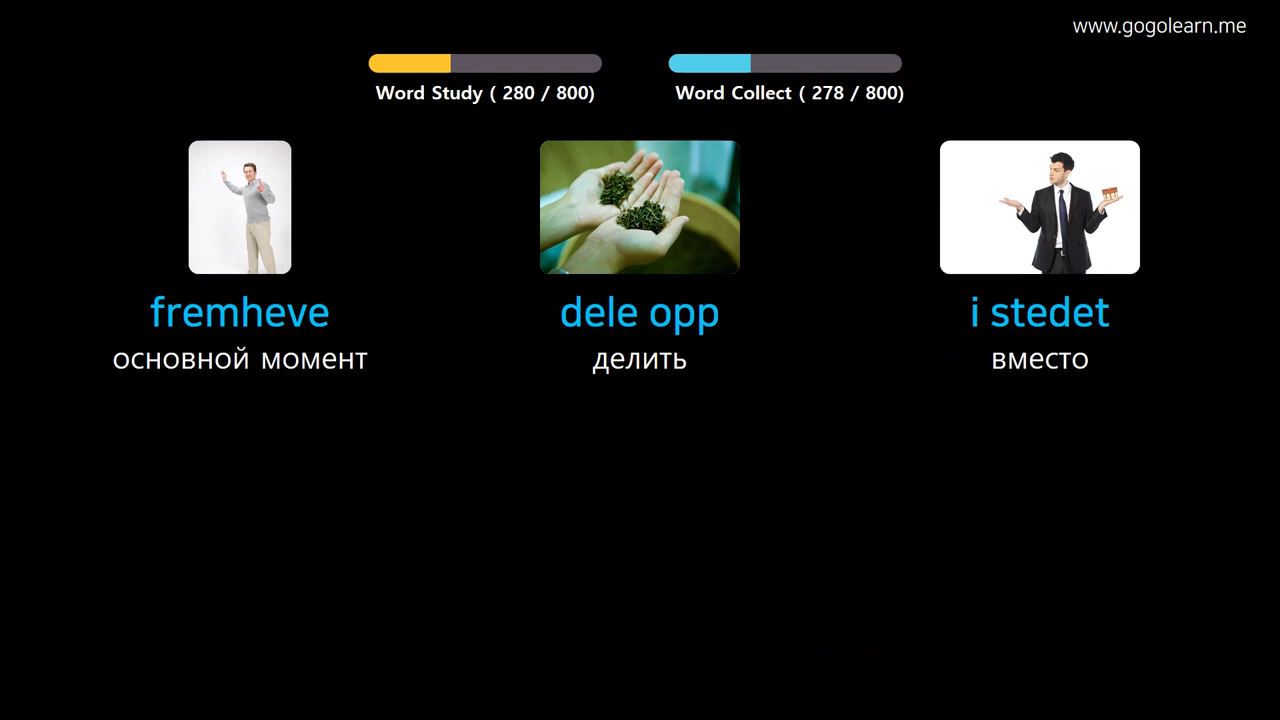 www.gogolearn.me
Word Study ( 280 / 800)
Word Collect ( 278 / 800)
fremheve
dele opp
i stedet
основной момент
делить
вместо